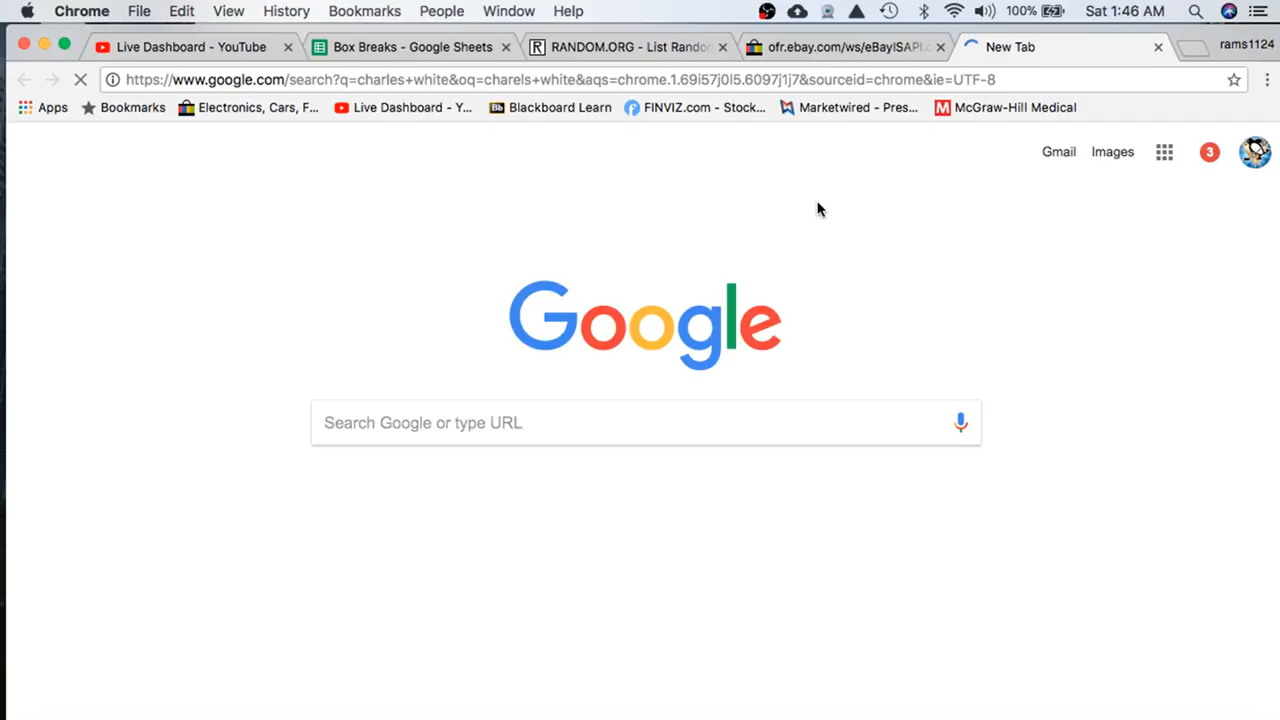 Chrome File Edit View History Bookmarks People Window Help 100% Sat 1:46 AM
Live Dashboard - YouTube Box Breaks - Google Sheets RANDOM.ORG - List Random ofr.ebay.com/ws/eBayISAPI. New Tab rams1124
https://www.google.com/search?q=charles+white&oq=charels+white&aqs=chrome.1.69i57j0l5.6097j1j7&sourceid=chrome&ie=UTF-8
Apps Bookmarks Electronics, Cars, F... Live Dashboard - Y... Bb Blackboard Learn FINVIZ.com - Stock... Marketwired - Pres... M McGraw-Hill Medical
Gmail Images 3
Google
Search Google or type URL